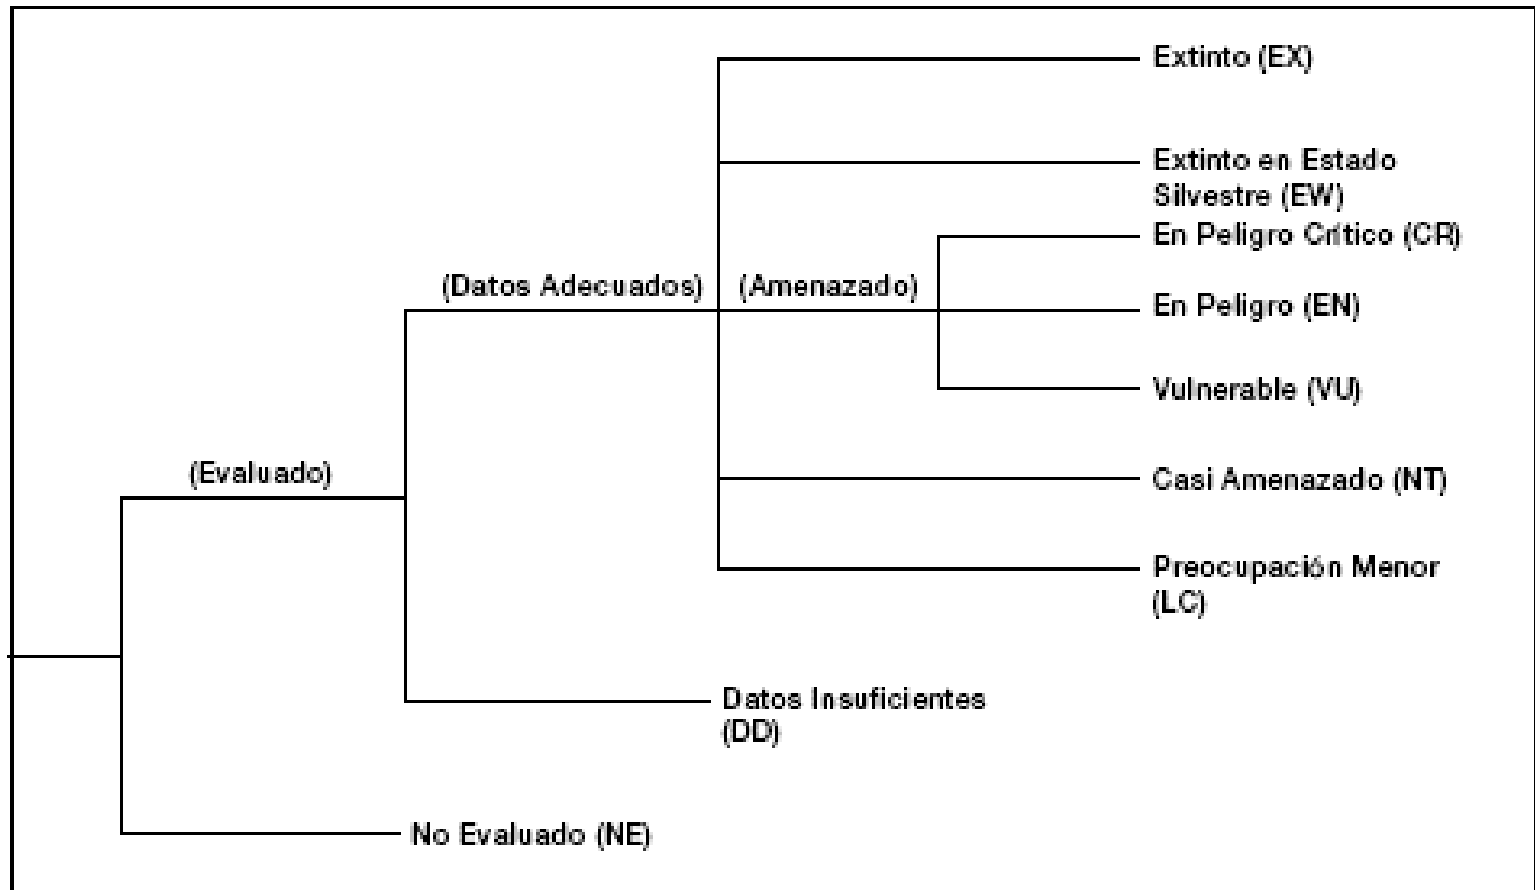 Extinto (EX)
Extinto en Estado
Silvestre (EW)
En Peligro Crítico (CR)
(Datos Adecuados)
(Amenazado)
En Peligro (EN)
Vulnerable (VU)
(Evaluado)
Casi Amenazado (NT)
Preocupación Menor
(LC)
Datos Insuficientes
(DD)
No Evaluado (NE)